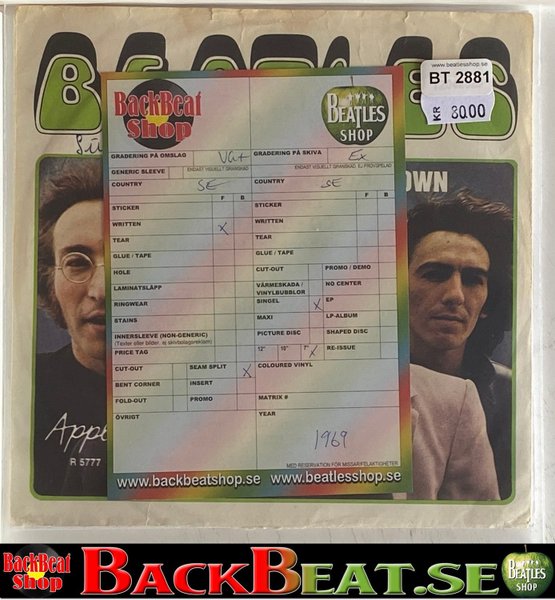 BEATLES
www.beatlesshop.se
BT 2881
KR 80.00
BackBeat Shop
BEATLES SHOP
GRADERING PÅ OMSLAG VG+
GRADERING PÅ SKIVA Ex
ENDAST VISUELLT GRANSKAD
ENDAST VISUELLT GRANSKAD, EJ PROVSPELAD
GENERIC SLEEVE
COUNTRY SE
COUNTRY SE
F B
F B
STICKER
STICKER
WRITTEN X
WRITTEN
TEAR
TEAR
GLUE / TAPE
GLUE / TAPE
HOLE
CUT-OUT
PROMO / DEMO
LAMINATSLÄPP
VÄRMESKADA / VINYLBUBBLOR
NO CENTER
RINGWEAR
SINGEL X
EP
STAINS
MAXI
LP-ALBUM
INNERSLEEVE (NON-GENERIC)
(Texter eller bilder, ej skivbolagsreklam)
PICTURE DISC
SHAPED DISC
PRICE TAG
12" 10" 7" X
RE-ISSUE
CUT-OUT
SEAM SPLIT X
COLOURED VINYL
BENT CORNER
INSERT
FOLD-OUT
PROMO
MATRIX #
ÖVRIGT
YEAR
1969
MED RESERVATION FÖR MISSAR/FELAKTIGHETER
www.backbeatshop.se www.beatlesshop.se
OWN
R 5777
BackBeat Shop
BACKBEAT.SE
BEATLES SHOP